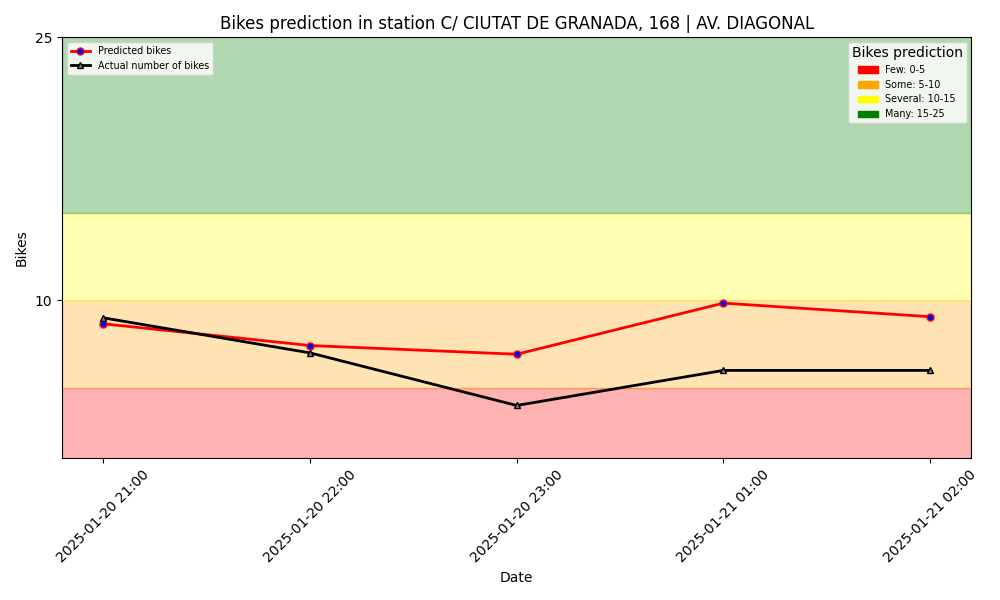 Bikes prediction in station C/ CIUTAT DE GRANADA, 168 | AV. DIAGONAL
25
10
Bikes
Predicted bikes
Actual number of bikes
Bikes prediction
Few: 0-5
Some: 5-10
Several: 10-15
Many: 15-25
2025-01-20 21:00
2025-01-20 22:00
2025-01-20 23:00
2025-01-21 01:00
2025-01-21 02:00
Date